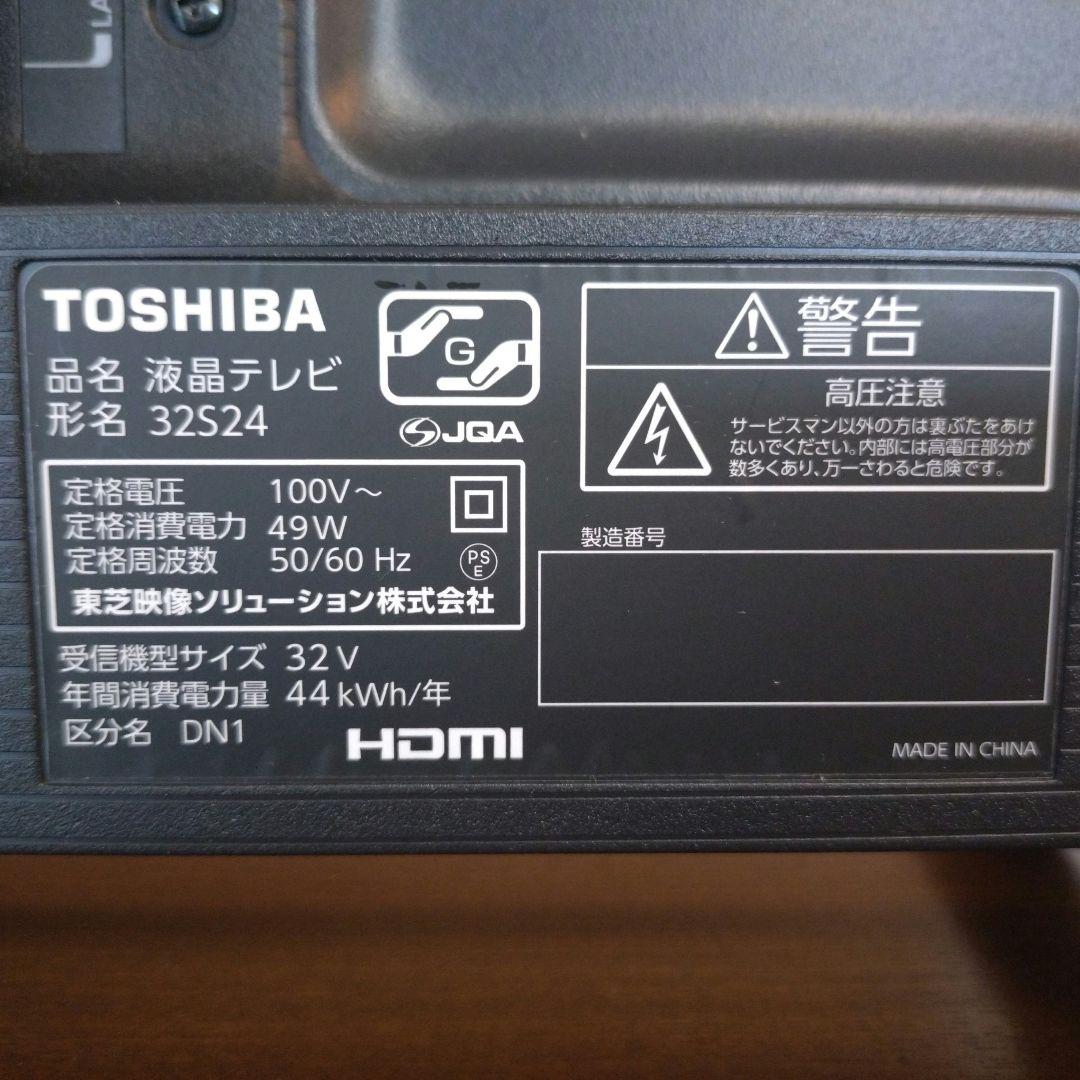 TOSHIBA
品名 液晶テレビ
形名 32S24
G
JQA
定格電圧 100V～
定格消費電力 49W
定格周波数 50/60 Hz
PS
E
東芝映像ソリューション株式会社
受信機型サイズ 32V
年間消費電力量 44kWh/年
区分名 DN1
HDMI
警告
高圧注意
サービスマン以外の方は裏ぶたをあけ
ないでください。内部には高電圧部分が
数多くあり、万一さわると危険です。
製造番号
MADE IN CHINA